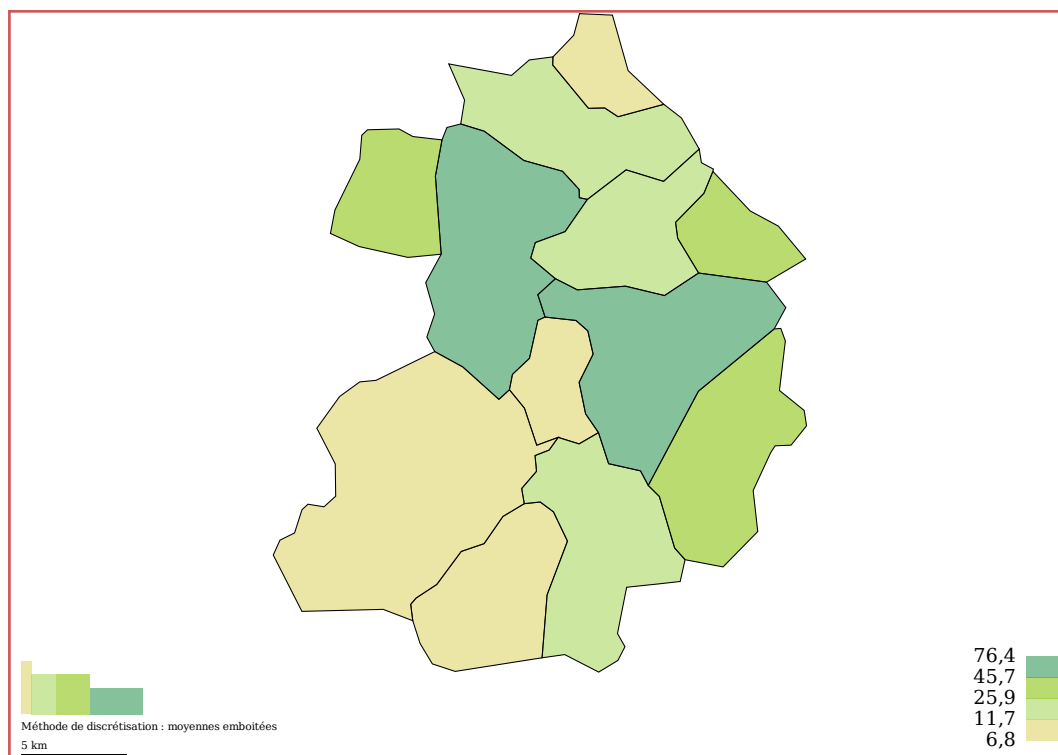 76,4
45,7
25,9
11,7
6,8
Méthode de discrétisation : moyennes emboitées
5 km